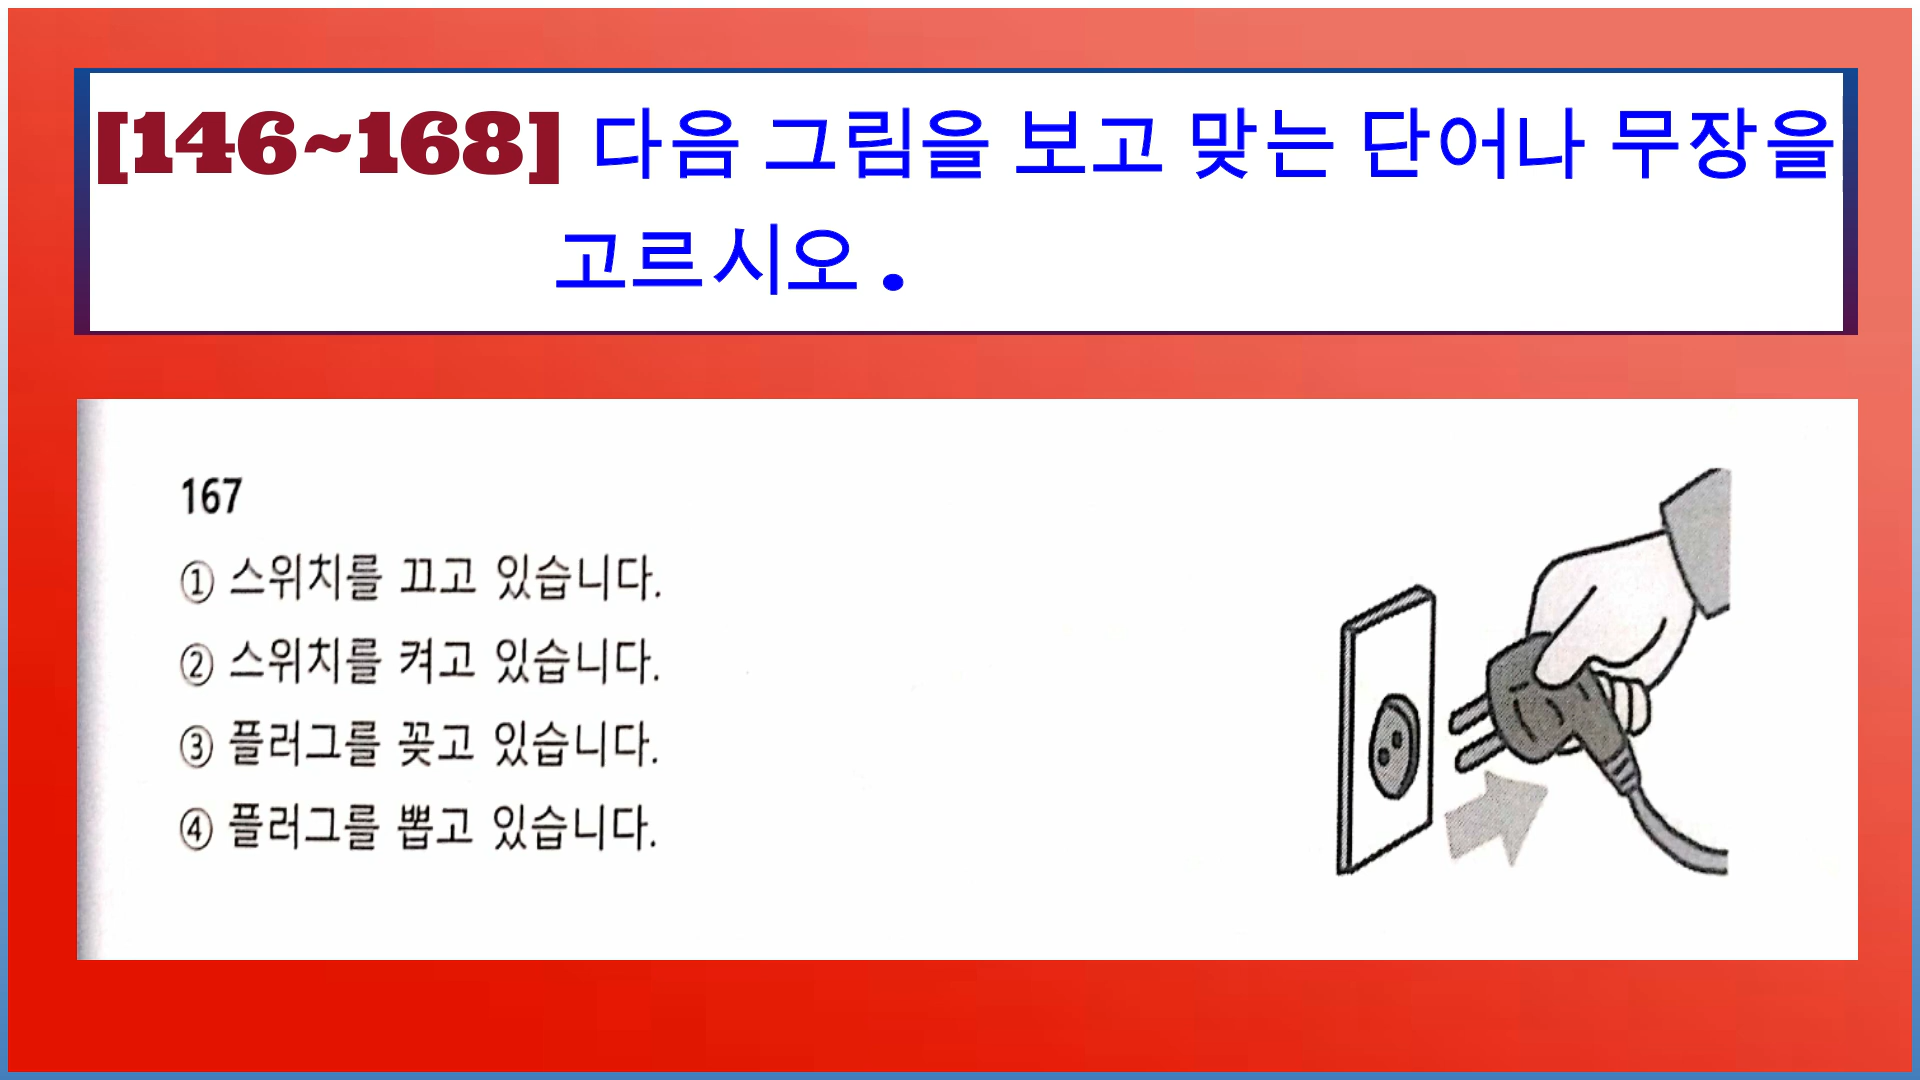 [146~168] 다음 그림을 보고 맞는 단어나 무장을
고르시오.
167
① 스위치를 끄고 있습니다.
② 스위치를 켜고 있습니다.
③ 플러그를 꽂고 있습니다.
④ 플러그를 뽑고 있습니다.